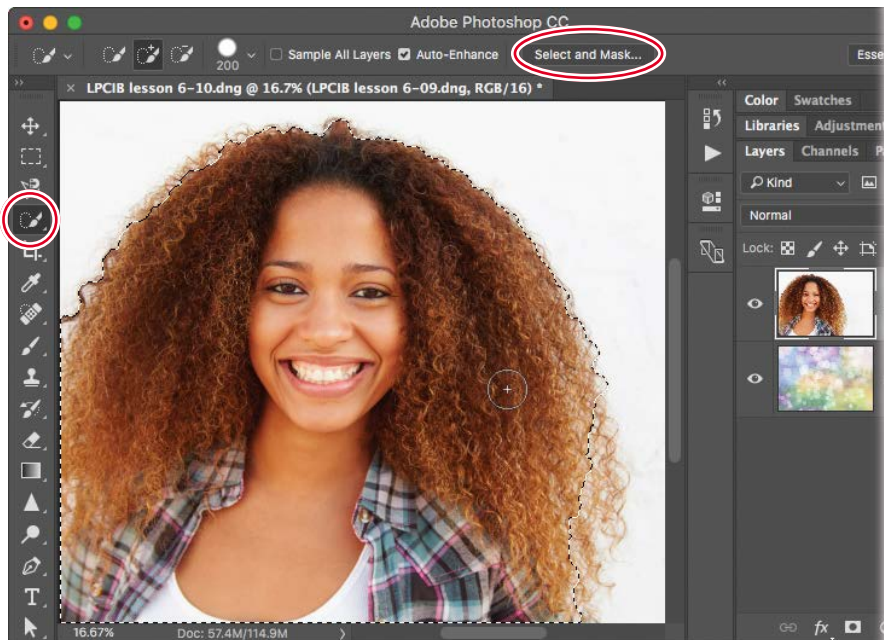 Adobe Photoshop CC
200
Sample All Layers
Auto-Enhance
Select and Mask...
Esse
× LPCIB lesson 6-10.dng @ 16.7% (LPCIB lesson 6-09.dng, RGB/16) *
Color Swatches
Libraries Adjustment
Layers Channels P
Kind
Normal
Lock:
T
fx
16.67% Doc: 57.4M/114.9M